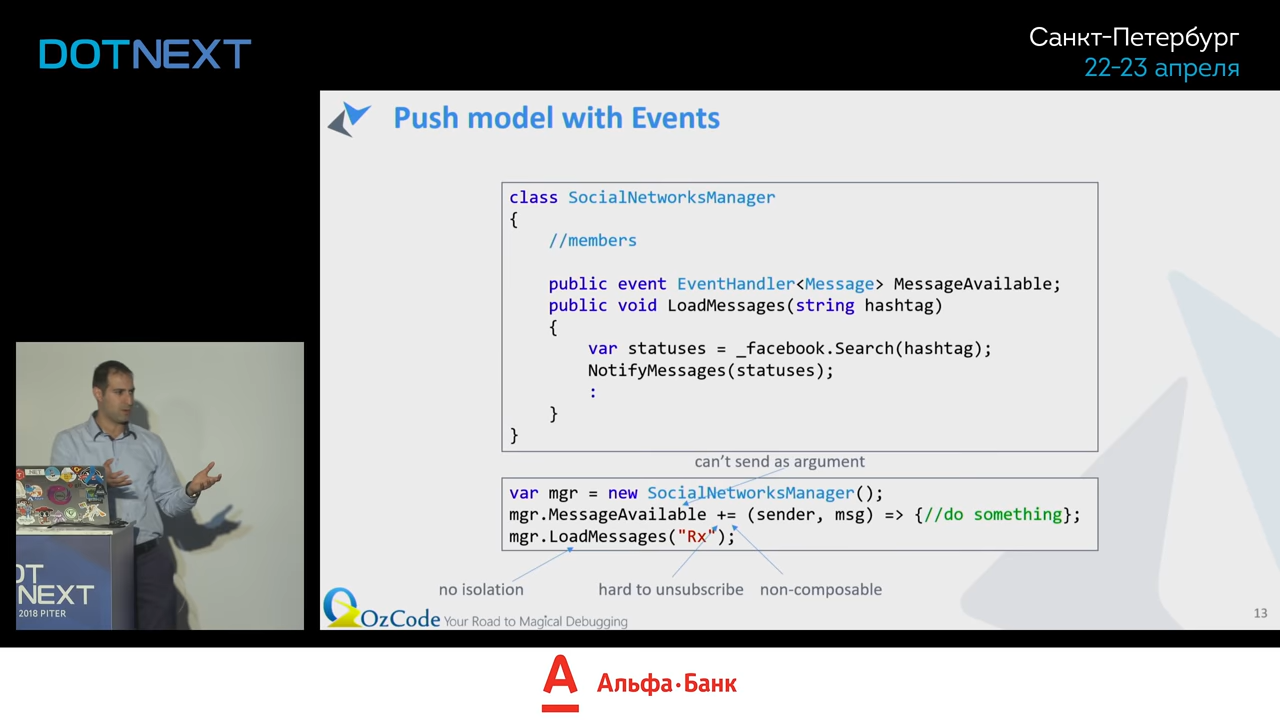 DOTNEXT
Санкт-Петербург
22-23 апреля
Push model with Events
class SocialNetworksManager
{
//members
public event EventHandler<Message> MessageAvailable;
public void LoadMessages(string hashtag)
{
var statuses = _facebook.Search(hashtag);
NotifyMessages(statuses);
:
}
}
can't send as argument
var mgr = new SocialNetworksManager();
mgr.MessageAvailable += (sender, msg) => {//do something};
mgr.LoadMessages("Rx");
no isolation
hard to unsubscribe
non-composable
OzCode Your Road to Magical Debugging
13
.NET
OT
NEXT
2018 PITER
А
Альфа·Банк